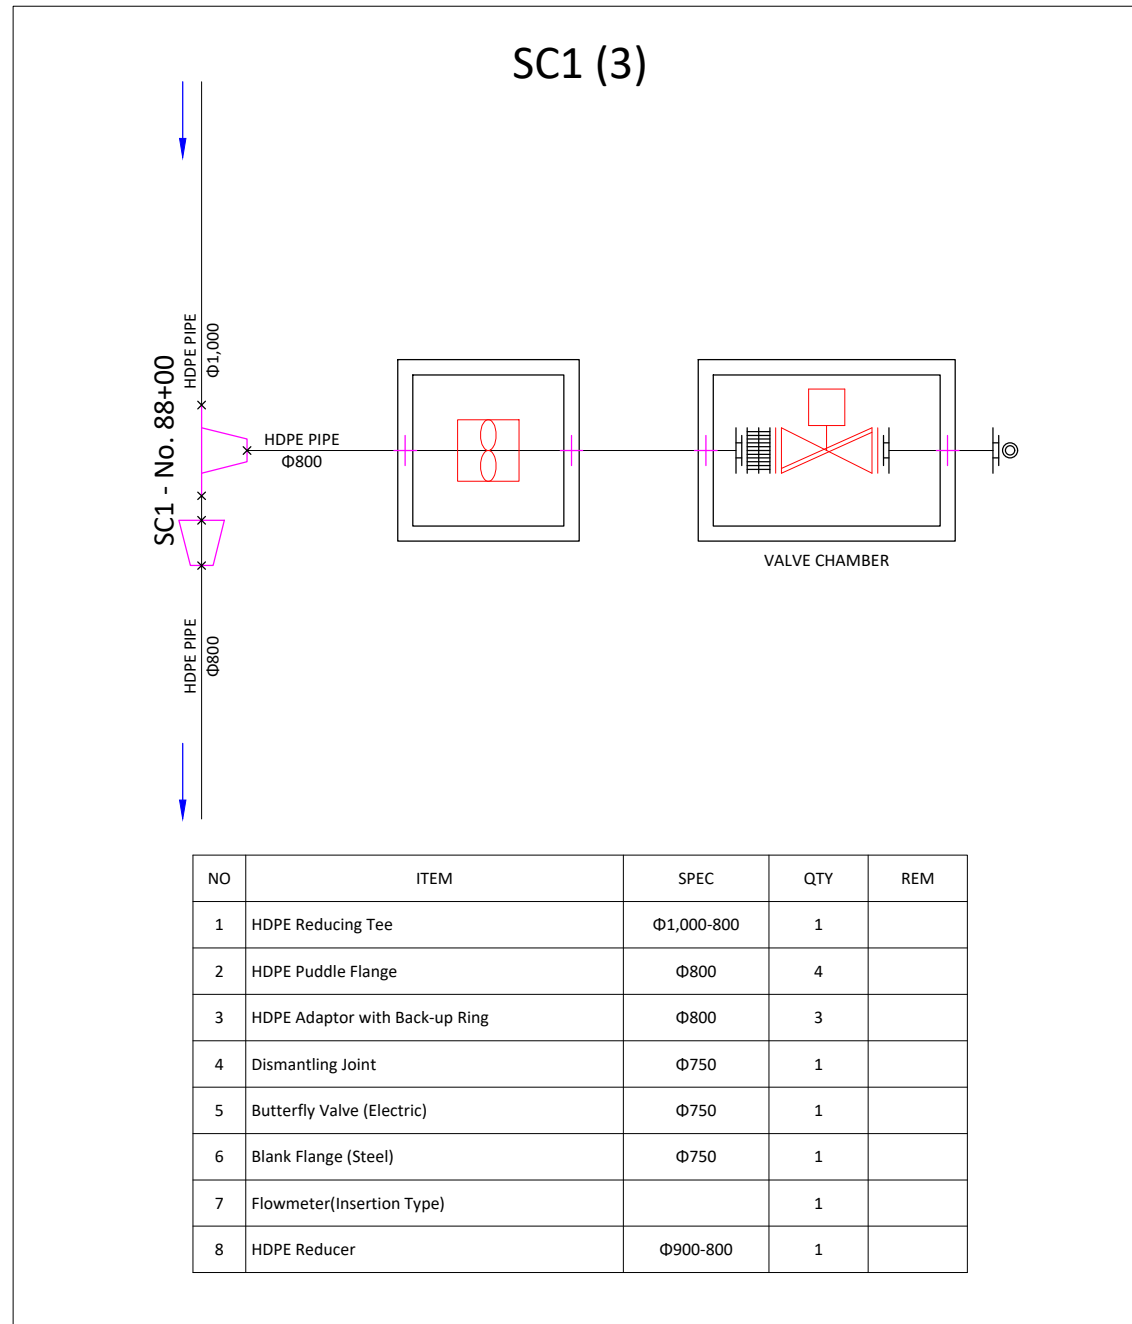 SC1 (3)
HDPE PIPE
Φ1,000
SC1 - No. 88+00
HDPE PIPE
Φ800
VALVE CHAMBER
HDPE PIPE
Φ800
NO ITEM SPEC QTY REM
1 HDPE Reducing Tee Φ1,000-800 1
2 HDPE Puddle Flange Φ800 4
3 HDPE Adaptor with Back-up Ring Φ800 3
4 Dismantling Joint Φ750 1
5 Butterfly Valve (Electric) Φ750 1
6 Blank Flange (Steel) Φ750 1
7 Flowmeter(Insertion Type) 1
8 HDPE Reducer Φ900-800 1